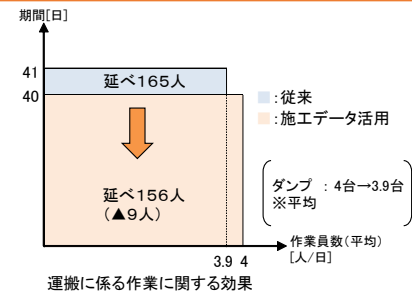 期間[日]
41
延べ165人
40
:従来
:施工データ活用
延べ156人
(▲9人)
ダンプ : 4台→3.9台
※平均
作業員数(平均)
[人/日]
3.9 4
運搬に係る作業に関する効果